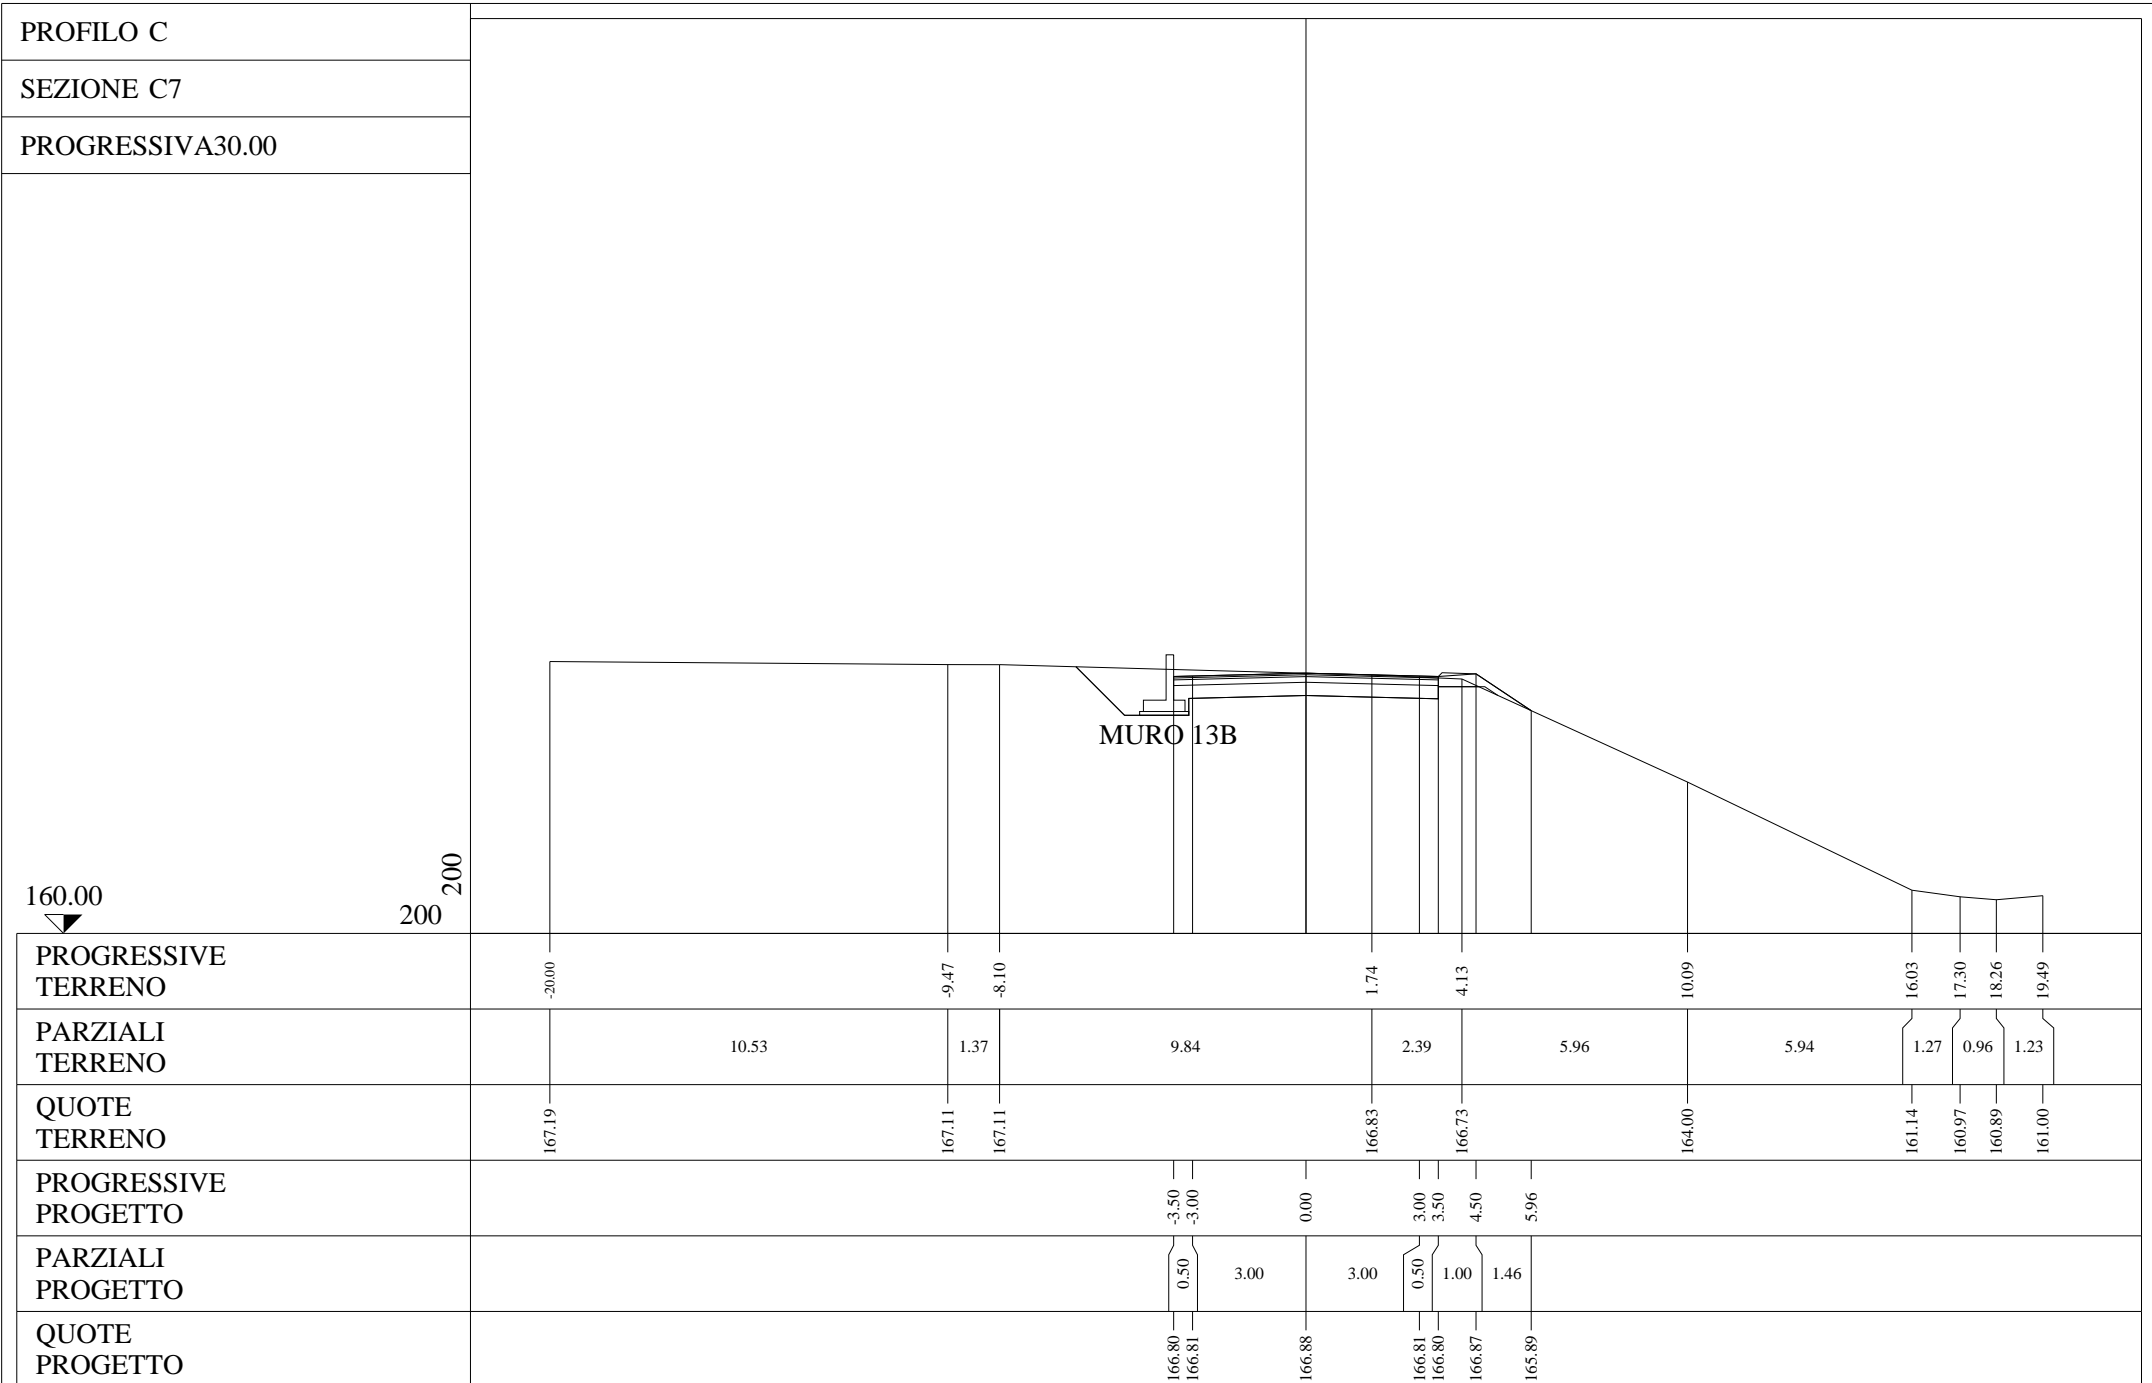 PROFILO C
SEZIONE C7
PROGRESSIVA30.00
MURO 13B
200
160.00
200
PROGRESSIVE
TERRENO
-20.00 -9.47 -8.10 1.74 4.13 10.09 16.03 17.30 18.26 19.49
PARZIALI
TERRENO
10.53 1.37 9.84 2.39 5.96 5.94 1.27 0.96 1.23
QUOTE
TERRENO
167.19 167.11 167.11 166.83 166.73 164.00 161.14 160.97 160.89 161.00
PROGRESSIVE
PROGETTO
-3.50 -3.00 0.00 3.00 3.50 4.50 5.96
PARZIALI
PROGETTO
0.50 3.00 3.00 0.50 1.00 1.46
QUOTE
PROGETTO
166.80 166.81 166.88 166.81 166.80 166.87 165.89